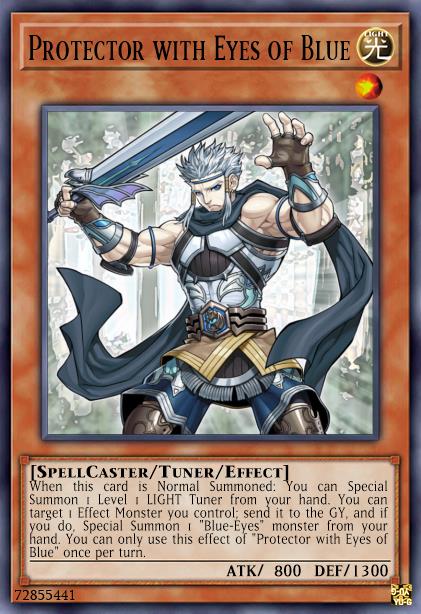 PROTECTOR WITH EYES OF BLUE
LIGHT
光
[SPELLCASTER/TUNER/EFFECT]
When this card is Normal Summoned: You can Special
Summon 1 Level 1 LIGHT Tuner from your hand. You can
target 1 Effect Monster you control; send it to the GY, and if
you do, Special Summon 1 "Blue-Eyes" monster from your
hand. You can only use this effect of "Protector with Eyes of
Blue" once per turn.
ATK/ 800 DEF/1300
72855441